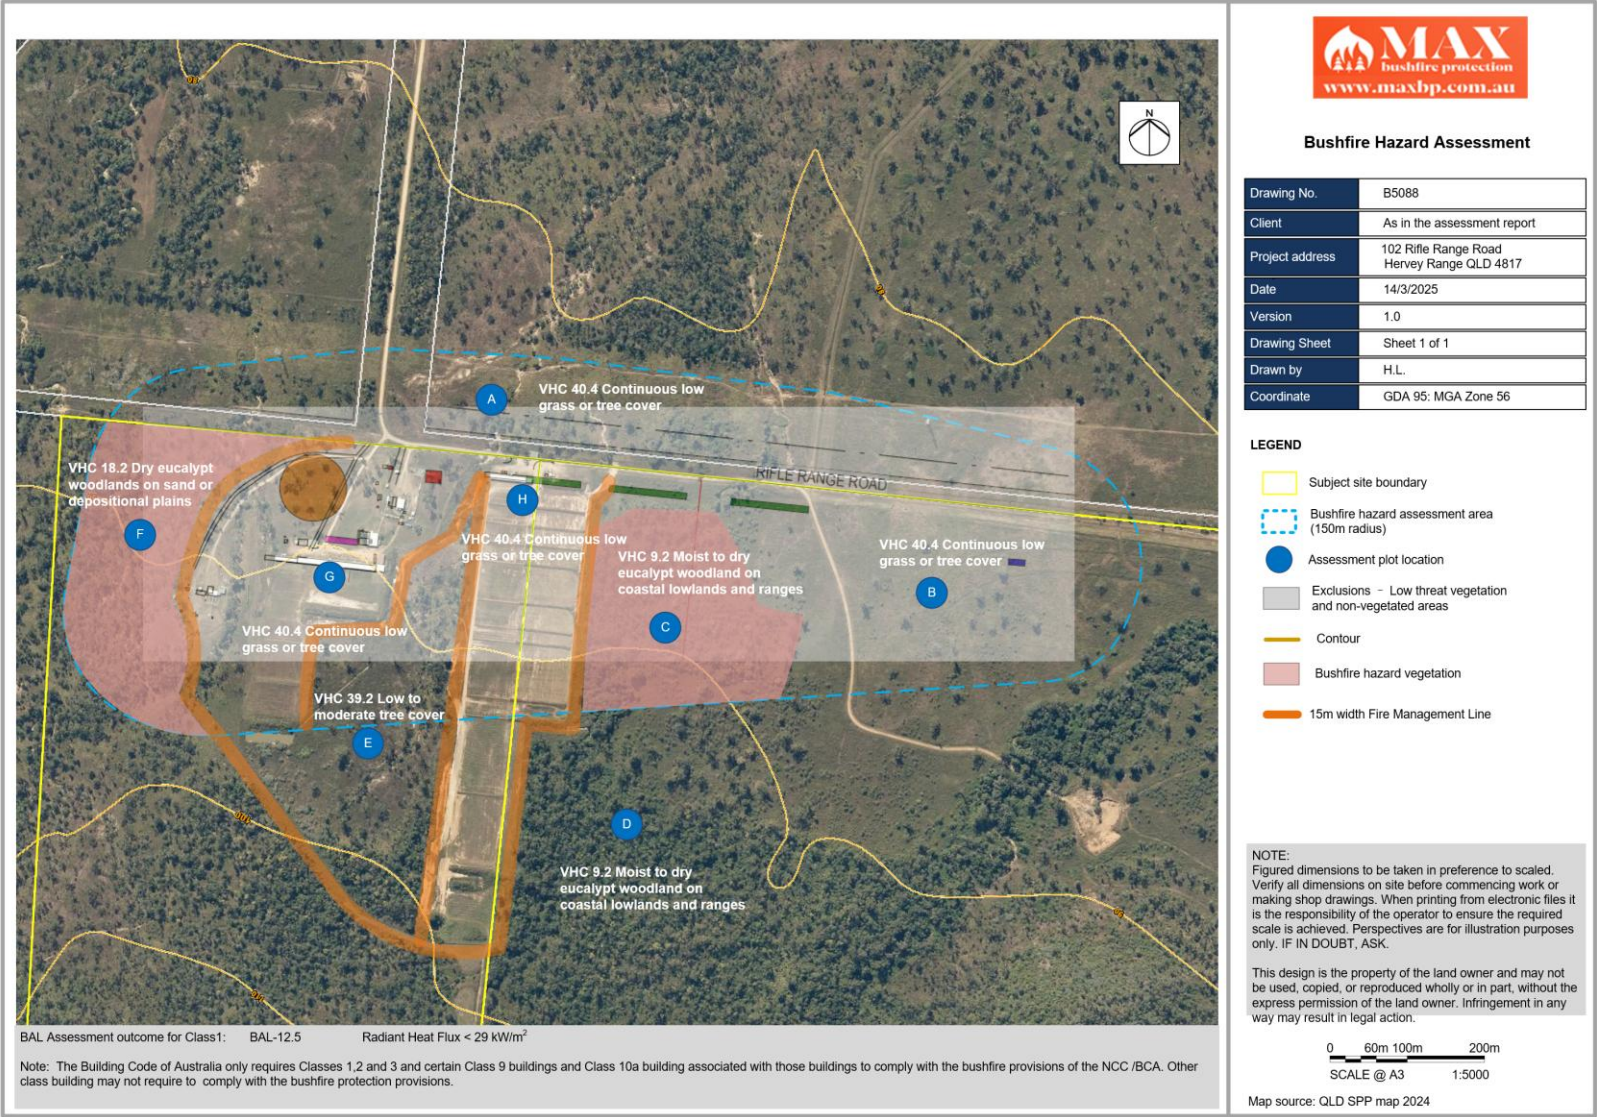 MAX
bushfire protection
www.maxbp.com.au
Bushfire Hazard Assessment
Drawing No. B5088
Client As in the assessment report
Project address 102 Rifle Range Road
Hervey Range QLD 4817
Date 14/3/2025
Version 1.0
Drawing Sheet Sheet 1 of 1
Drawn by H.L.
Coordinate GDA 95: MGA Zone 56
LEGEND
Subject site boundary
Bushfire hazard assessment area
(150m radius)
Assessment plot location
Exclusions - Low threat vegetation
and non-vegetated areas
Contour
Bushfire hazard vegetation
15m width Fire Management Line
NOTE:
Figured dimensions to be taken in preference to scaled.
Verify all dimensions on site before commencing work or
making shop drawings. When printing from electronic files it
is the responsibility of the operator to ensure the required
scale is achieved. Perspectives are for illustration purposes
only. IF IN DOUBT, ASK.
This design is the property of the land owner and may not
be used, copied, or reproduced wholly or in part, without the
express permission of the land owner. Infringement in any
way may result in legal action.
0 60m 100m 200m
SCALE @ A3 1:5000
Map source: QLD SPP map 2024
N
A
VHC 40.4 Continuous low
grass or tree cover
RIFLE RANGE ROAD
VHC 18.2 Dry eucalypt
woodlands on sand or
depositional plains
F
H
VHC 40.4 Continuous low
grass or tree cover
VHC 9.2 Moist to dry
eucalypt woodland on
coastal lowlands and ranges
C
VHC 40.4 Continuous low
grass or tree cover
B
G
VHC 40.4 Continuous low
grass or tree cover
VHC 39.2 Low to
moderate tree cover
E
100
D
VHC 9.2 Moist to dry
eucalypt woodland on
coastal lowlands and ranges
BAL Assessment outcome for Class1: BAL-12.5 Radiant Heat Flux < 29 kW/m²
Note: The Building Code of Australia only requires Classes 1,2 and 3 and certain Class 9 buildings and Class 10a building associated with those buildings to comply with the bushfire provisions of the NCC /BCA. Other
class building may not require to comply with the bushfire protection provisions.